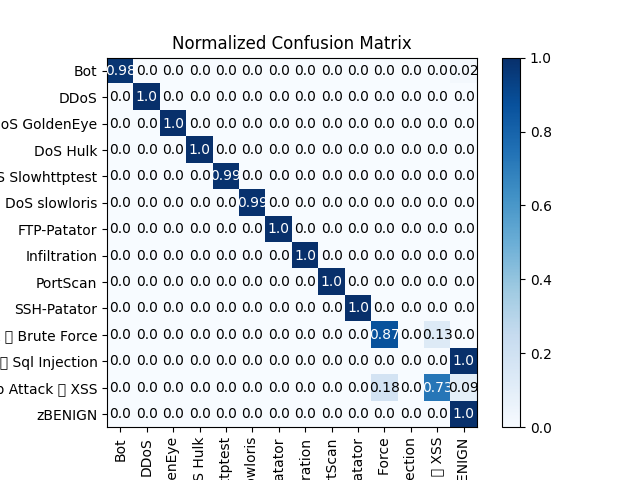 Normalized Confusion Matrix
Bot 0.98 0.0 0.0 0.0 0.0 0.0 0.0 0.0 0.0 0.0 0.0 0.0 0.0 0.02
DDoS 0.0 1.0 0.0 0.0 0.0 0.0 0.0 0.0 0.0 0.0 0.0 0.0 0.0 0.0
oS GoldenEye 0.0 0.0 1.0 0.0 0.0 0.0 0.0 0.0 0.0 0.0 0.0 0.0 0.0 0.0
DoS Hulk 0.0 0.0 0.0 1.0 0.0 0.0 0.0 0.0 0.0 0.0 0.0 0.0 0.0 0.0
S Slowhttptest 0.0 0.0 0.0 0.0 0.99 0.0 0.0 0.0 0.0 0.0 0.0 0.0 0.0 0.0
DoS slowloris 0.0 0.0 0.0 0.0 0.0 0.99 0.0 0.0 0.0 0.0 0.0 0.0 0.0 0.0
FTP-Patator 0.0 0.0 0.0 0.0 0.0 0.0 1.0 0.0 0.0 0.0 0.0 0.0 0.0 0.0
Infiltration 0.0 0.0 0.0 0.0 0.0 0.0 0.0 1.0 0.0 0.0 0.0 0.0 0.0 0.0
PortScan 0.0 0.0 0.0 0.0 0.0 0.0 0.0 0.0 1.0 0.0 0.0 0.0 0.0 0.0
SSH-Patator 0.0 0.0 0.0 0.0 0.0 0.0 0.0 0.0 0.0 1.0 0.0 0.0 0.0 0.0
Brute Force 0.0 0.0 0.0 0.0 0.0 0.0 0.0 0.0 0.0 0.0 0.87 0.0 0.13 0.0
Sql Injection 0.0 0.0 0.0 0.0 0.0 0.0 0.0 0.0 0.0 0.0 0.0 0.0 0.0 1.0
Attack XSS 0.0 0.0 0.0 0.0 0.0 0.0 0.0 0.0 0.0 0.0 0.18 0.0 0.73 0.09
zBENIGN 0.0 0.0 0.0 0.0 0.0 0.0 0.0 0.0 0.0 0.0 0.0 0.0 0.0 1.0
Bot
DDoS
enEye
S Hulk
ttptest
owloris
atator
ration
rtScan
atator
Force
ection
XSS
ENIGN
1.0
0.8
0.6
0.4
0.2
0.0